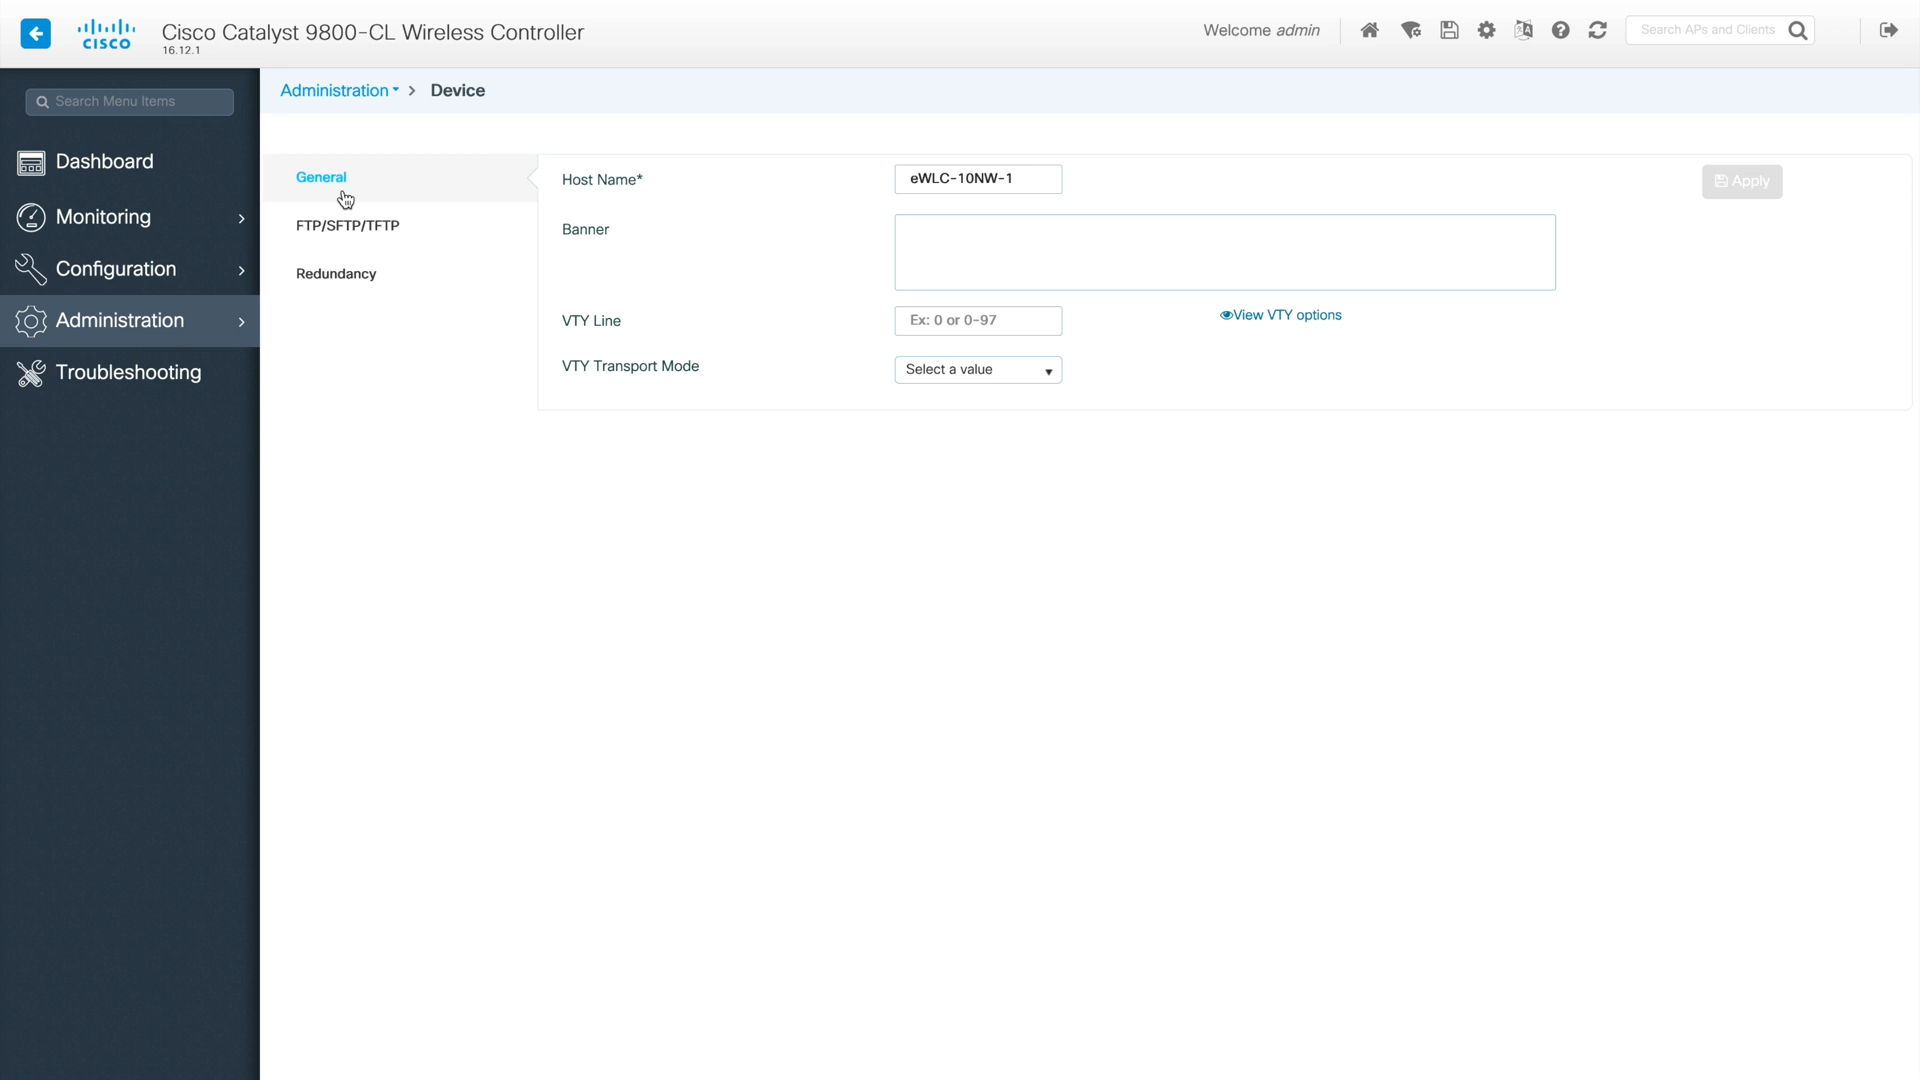 CISCO
Cisco Catalyst 9800-CL Wireless Controller
16.12.1
Welcome admin
Search APs and Clients
Search Menu Items
Dashboard
Monitoring
Configuration
Administration
Troubleshooting
Administration > Device
General
FTP/SFTP/TFTP
Redundancy
Host Name*
eWLC-10NW-1
Apply
Banner
VTY Line
Ex: 0 or 0-97
View VTY options
VTY Transport Mode
Select a value